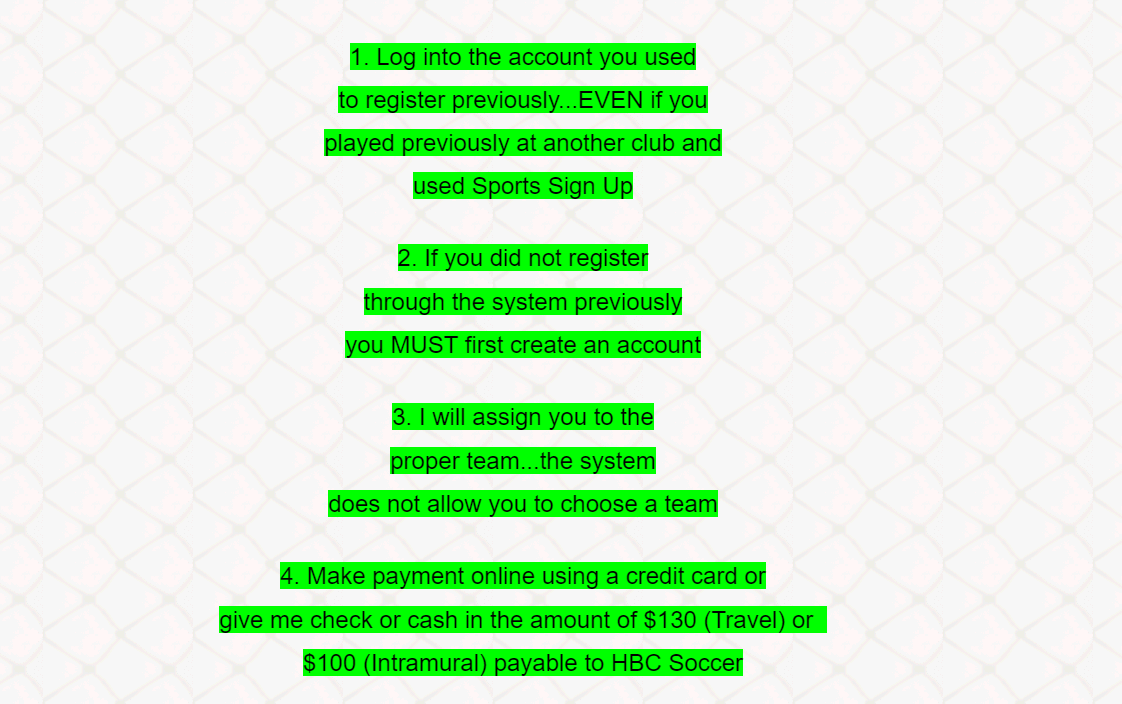 1. Log into the account you used
to register previously...EVEN if you
played previously at another club and
used Sports Sign Up
2. If you did not register
through the system previously
you MUST first create an account
3. I will assign you to the
proper team...the system
does not allow you to choose a team
4. Make payment online using a credit card or
give me check or cash in the amount of $130 (Travel) or
$100 (Intramural) payable to HBC Soccer